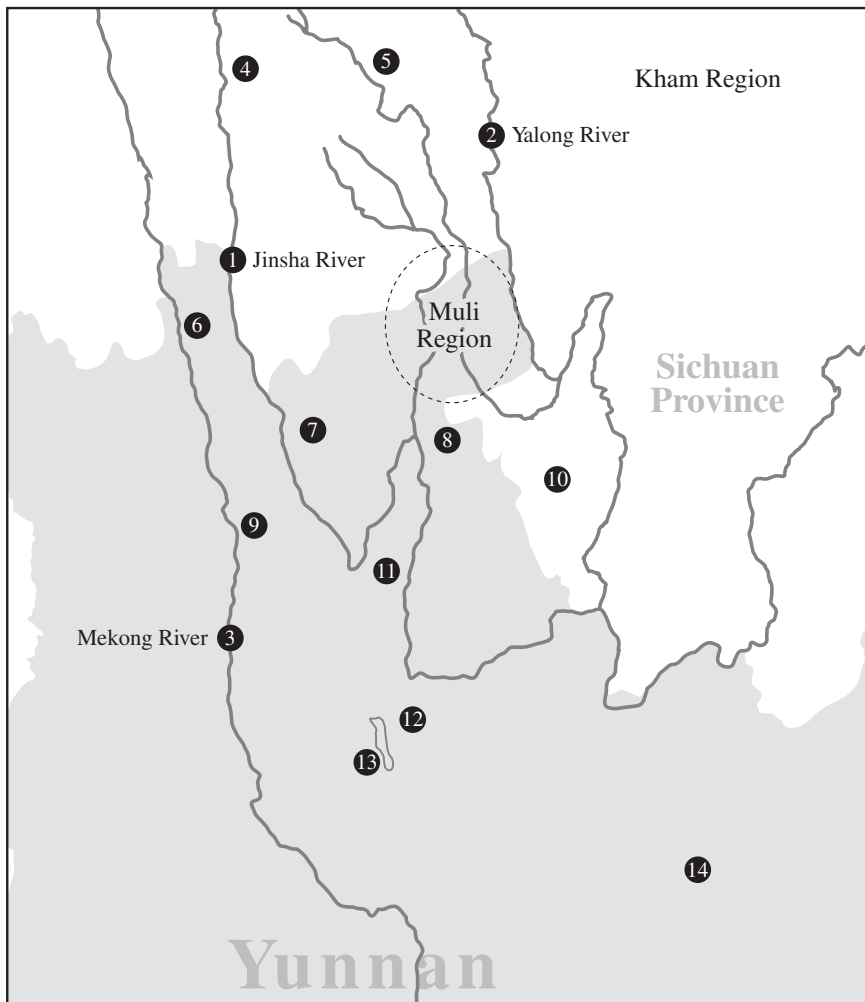 4
5
Kham Region
2 Yalong River
1 Jinsha River
6
Muli
Region
Sichuan
Province
7
8
10
9
11
Mekong River 3
12
13
14
Yunnan